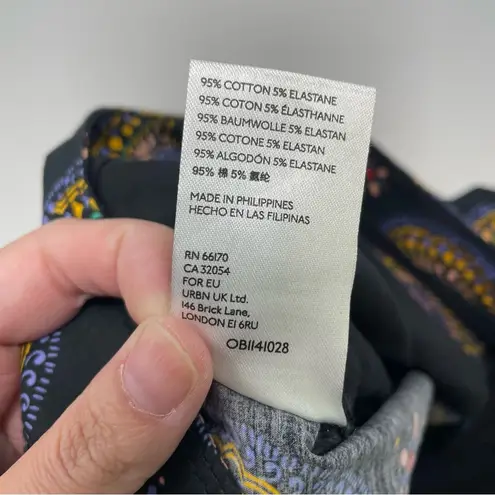 95% COTTON 5% ELASTANE
95% COTON 5% ÉLASTHANNE
95% BAUMWOLLE 5% ELASTAN
95% COTONE 5% ELASTAN
95% ALGODÓN 5% ELASTANE
95% 棉 5% 氨纶
MADE IN PHILIPPINES
HECHO EN LAS FILIPINAS
RN 66170
CA 32054
FOR EU
URBN UK Ltd.
146 Brick Lane,
LONDON E1 6RU
OB1141028